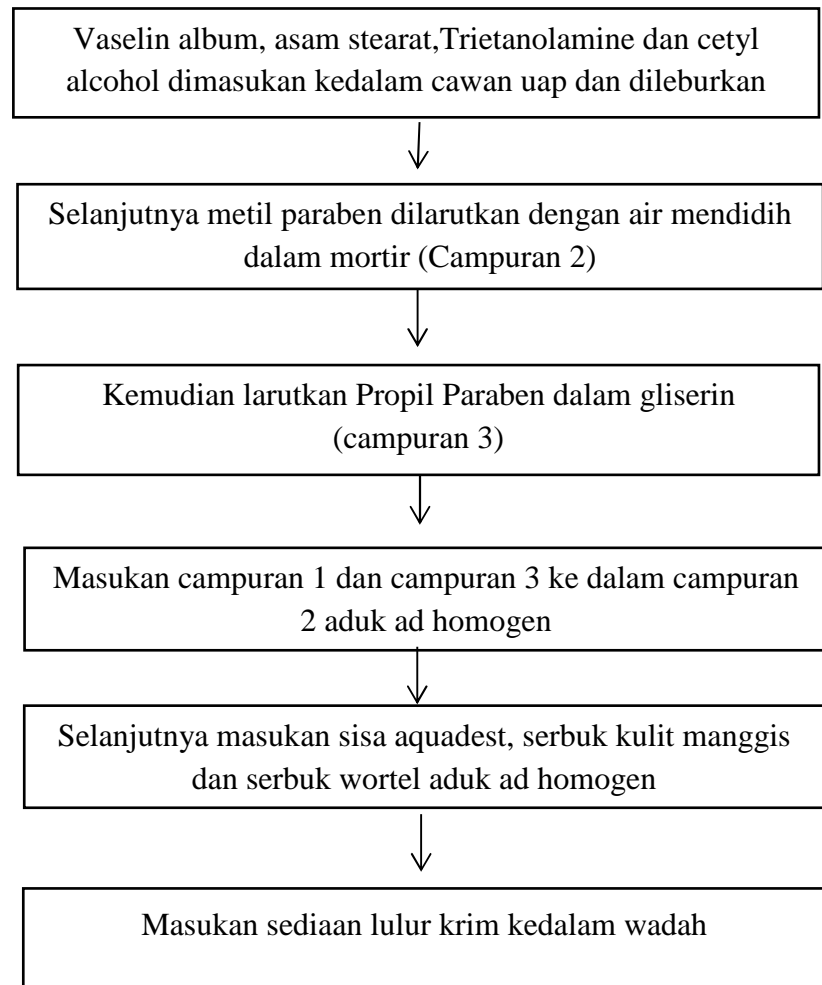 Vaselin album, asam stearat,Trietanolamine dan cetyl
alcohol dimasukan kedalam cawan uap dan dileburkan
Selanjutnya metil paraben dilarutkan dengan air mendidih
dalam mortir (Campuran 2)
Kemudian larutkan Propil Paraben dalam gliserin
(campuran 3)
Masukan campuran 1 dan campuran 3 ke dalam campuran
2 aduk ad homogen
Selanjutnya masukan sisa aquadest, serbuk kulit manggis
dan serbuk wortel aduk ad homogen
Masukan sediaan lulur krim kedalam wadah